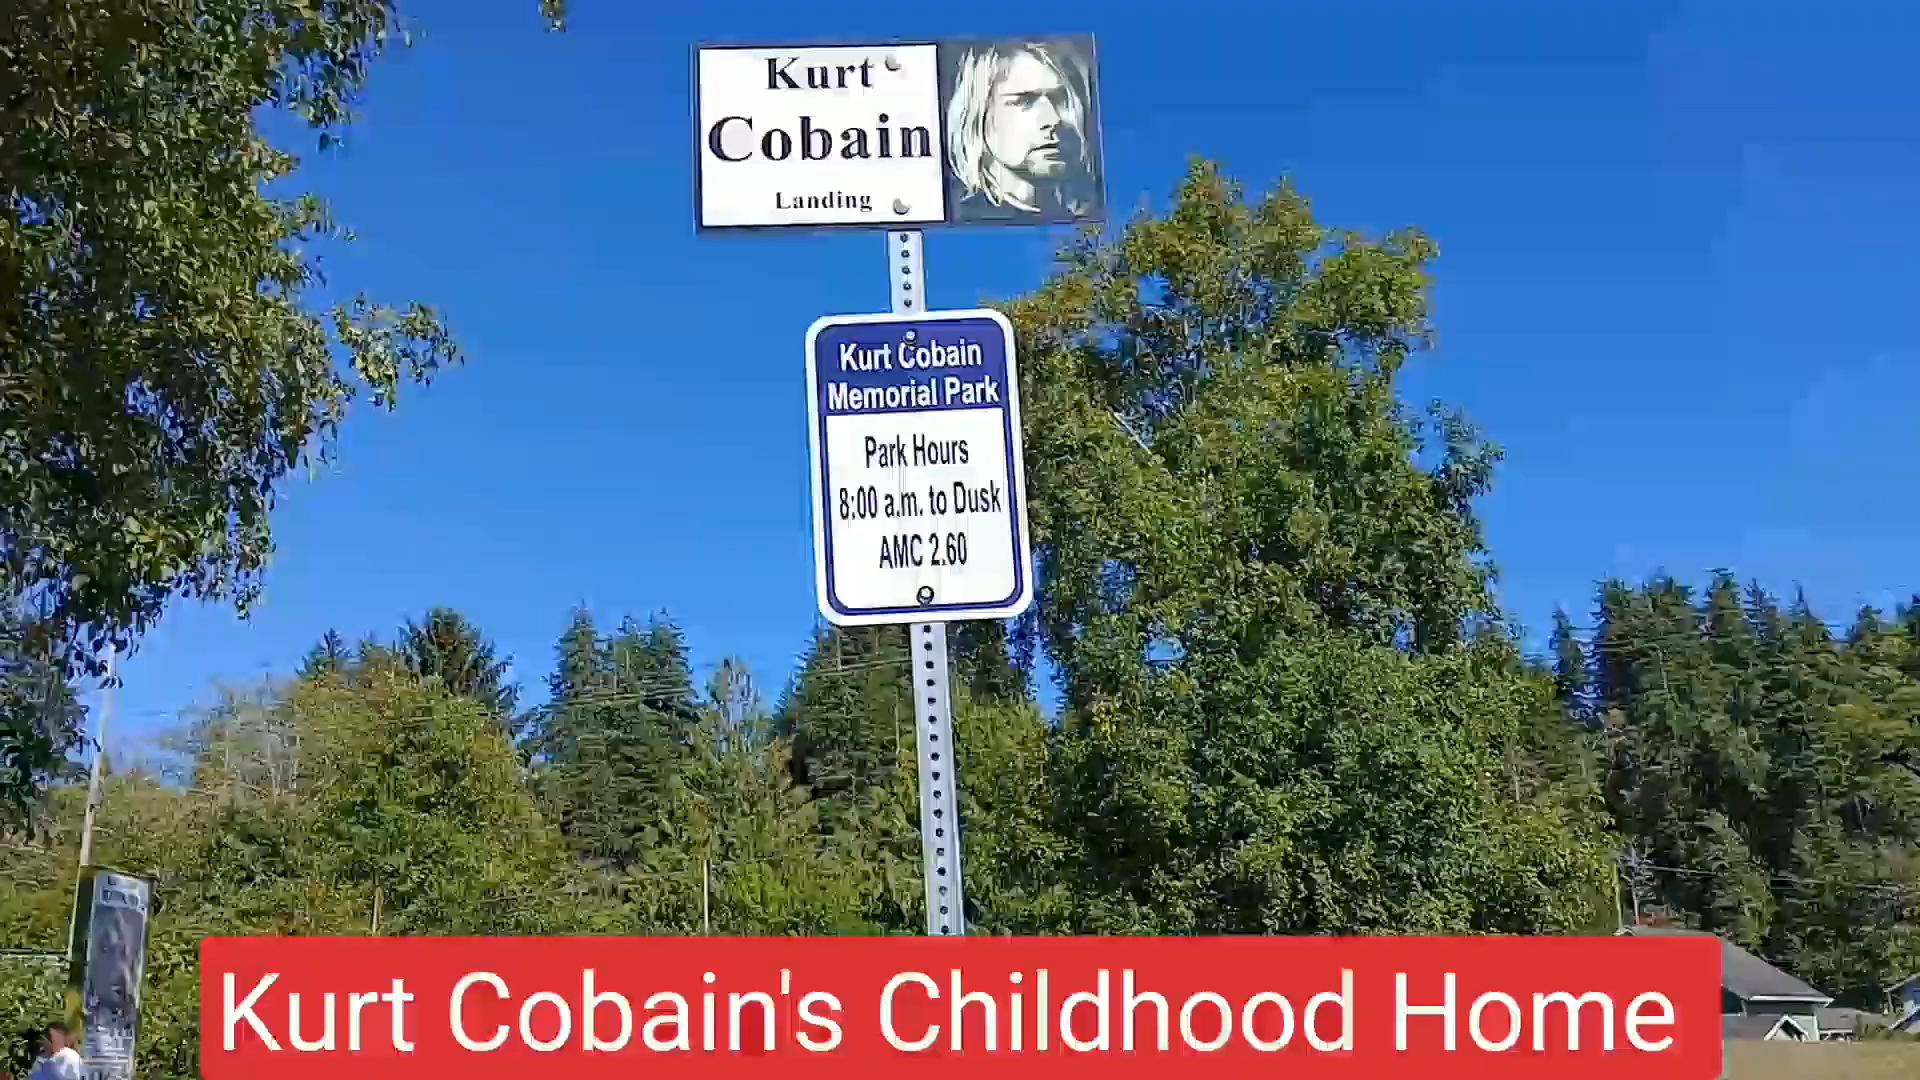 Kurt
Cobain
Landing
Kurt Cobain
Memorial Park
Park Hours
8:00 a.m. to Dusk
AMC 2.60
Kurt Cobain's Childhood Home